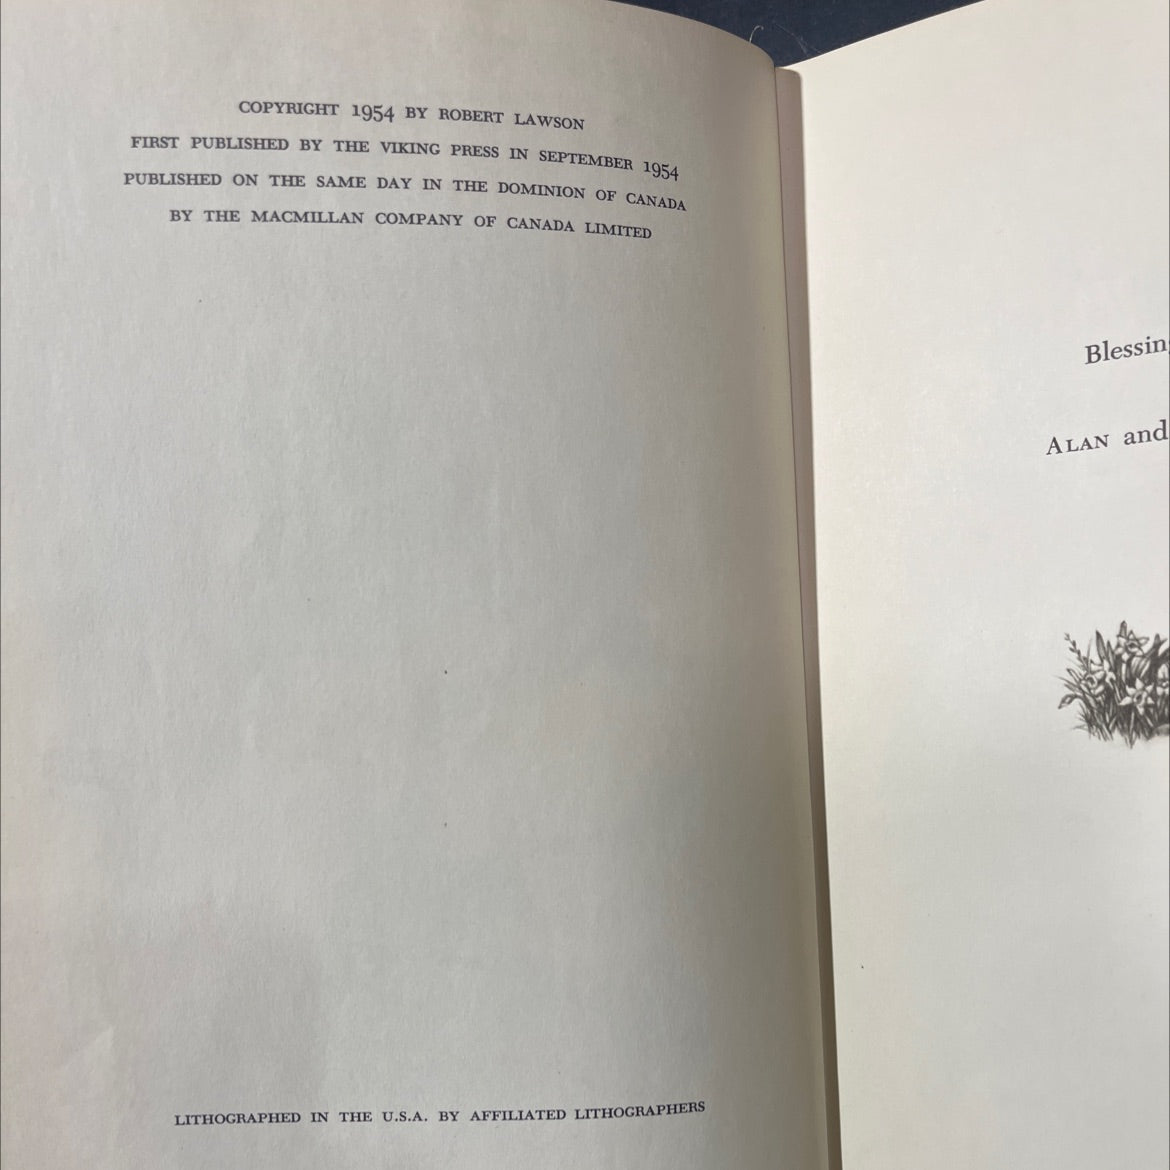 COPYRIGHT 1954 BY ROBERT LAWSON
FIRST PUBLISHED BY THE VIKING PRESS IN SEPTEMBER 1954
PUBLISHED ON THE SAME DAY IN THE DOMINION OF CANADA
BY THE MACMILLAN COMPANY OF CANADA LIMITED
LITHOGRAPHED IN THE U.S.A. BY AFFILIATED LITHOGRAPHERS
Blessin
ALAN and